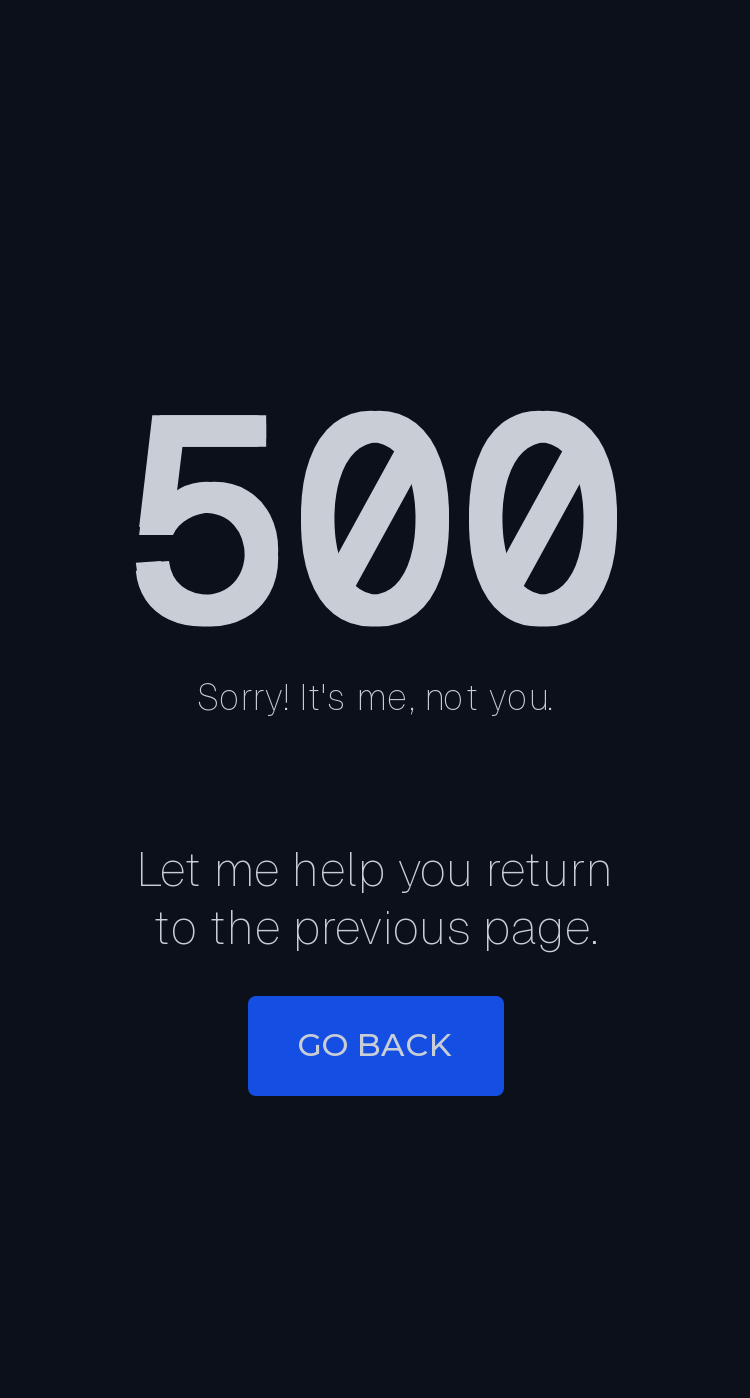 500
Sorry! It's me, not you.
Let me help you return
to the previous page.
GO BACK